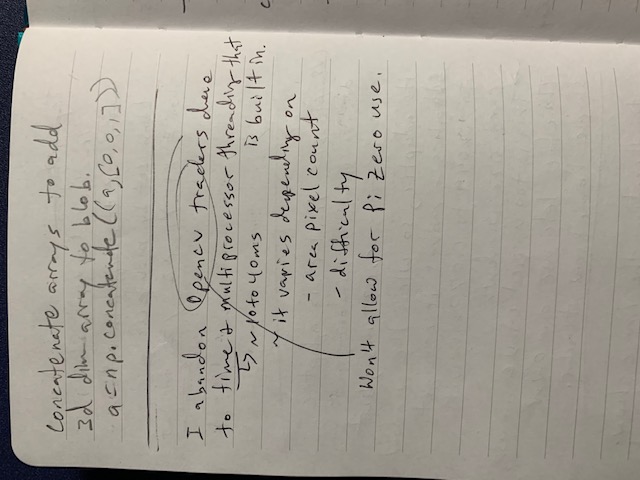 concatenate arrays to add
3d dim array to blob.
a = np.concatenate((a,[0,0,1]))
I abandon Opencv traders due
to time & multiprocessor threading that
is built in.
~10 to 40ms
~ it varies depending on
- area pixel count
- difficulty
Won't allow for Pi Zero use.